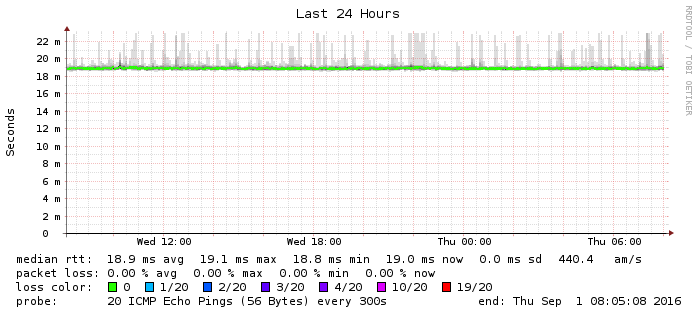 Last 24 Hours
RRDTOOL / TOBI OETIKER
Seconds
22 m
20 m
18 m
16 m
14 m
12 m
10 m
8 m
6 m
4 m
2 m
0
Wed 12:00 Wed 18:00 Thu 00:00 Thu 06:00
median rtt: 18.9 ms avg 19.1 ms max 18.8 ms min 19.0 ms now 0.0 ms sd 440.4 am/s
packet loss: 0.00 % avg 0.00 % max 0.00 % min 0.00 % now
loss color: 0 1/20 2/20 3/20 4/20 10/20 19/20
probe: 20 ICMP Echo Pings (56 Bytes) every 300s end: Thu Sep 1 08:05:08 2016